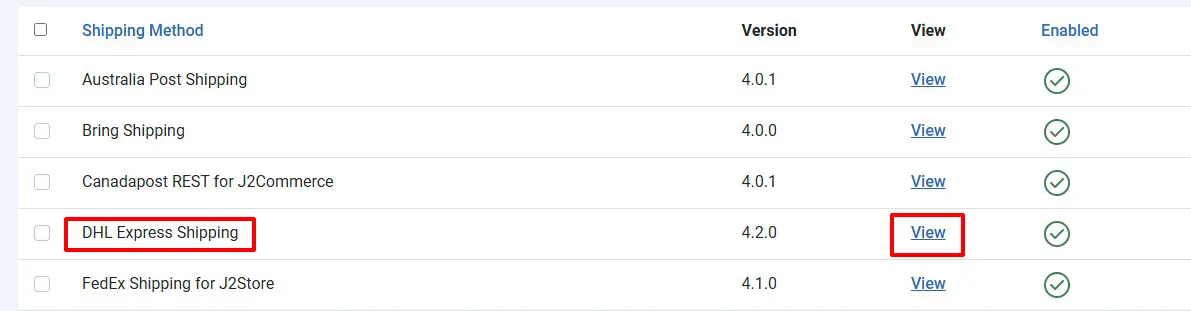 Shipping Method Version View Enabled
Australia Post Shipping 4.0.1 View
Bring Shipping 4.0.0 View
Canadapost REST for J2Commerce 4.0.1 View
DHL Express Shipping 4.2.0 View
FedEx Shipping for J2Store 4.1.0 View